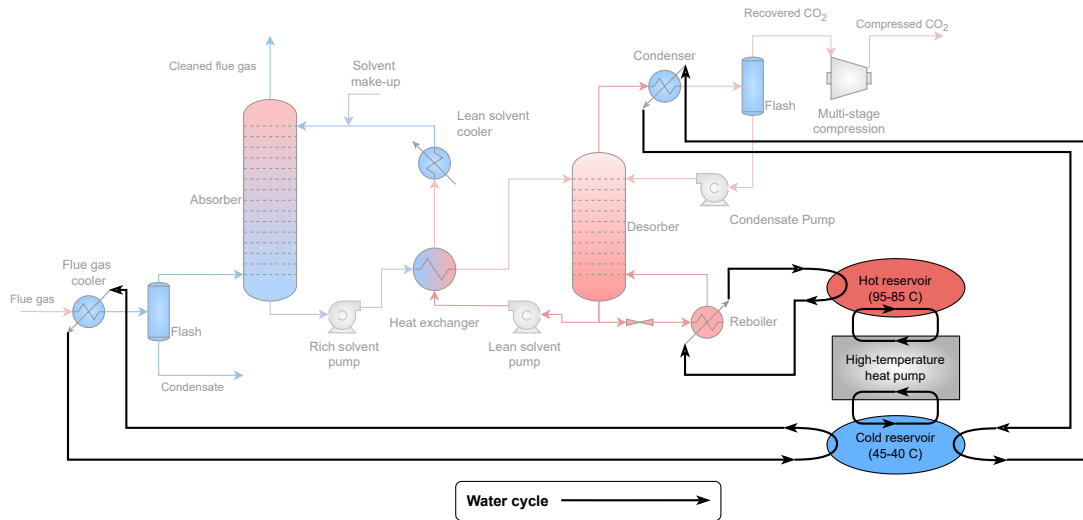 Recovered CO2
Compressed CO2
Condenser
Cleaned flue gas
Solvent
make-up
Flash
Multi-stage
compression
Lean solvent
cooler
Absorber
Desorber
Condensate Pump
Flue gas
cooler
Flue gas
Flash
Condensate
Rich solvent
pump
Heat exchanger
Lean solvent
pump
Reboiler
Hot reservoir
(95-85 C)
High-temperature
heat pump
Cold reservoir
(45-40 C)
Water cycle